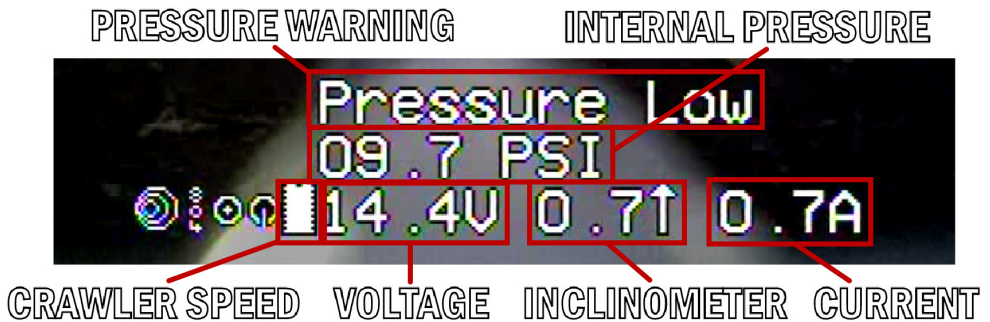 PRESSURE WARNING INTERNAL PRESSURE
Pressure Low
09.7 PSI
14.4V 0.7↑ 0.7A
CRAWLER SPEED VOLTAGE INCLINOMETER CURRENT